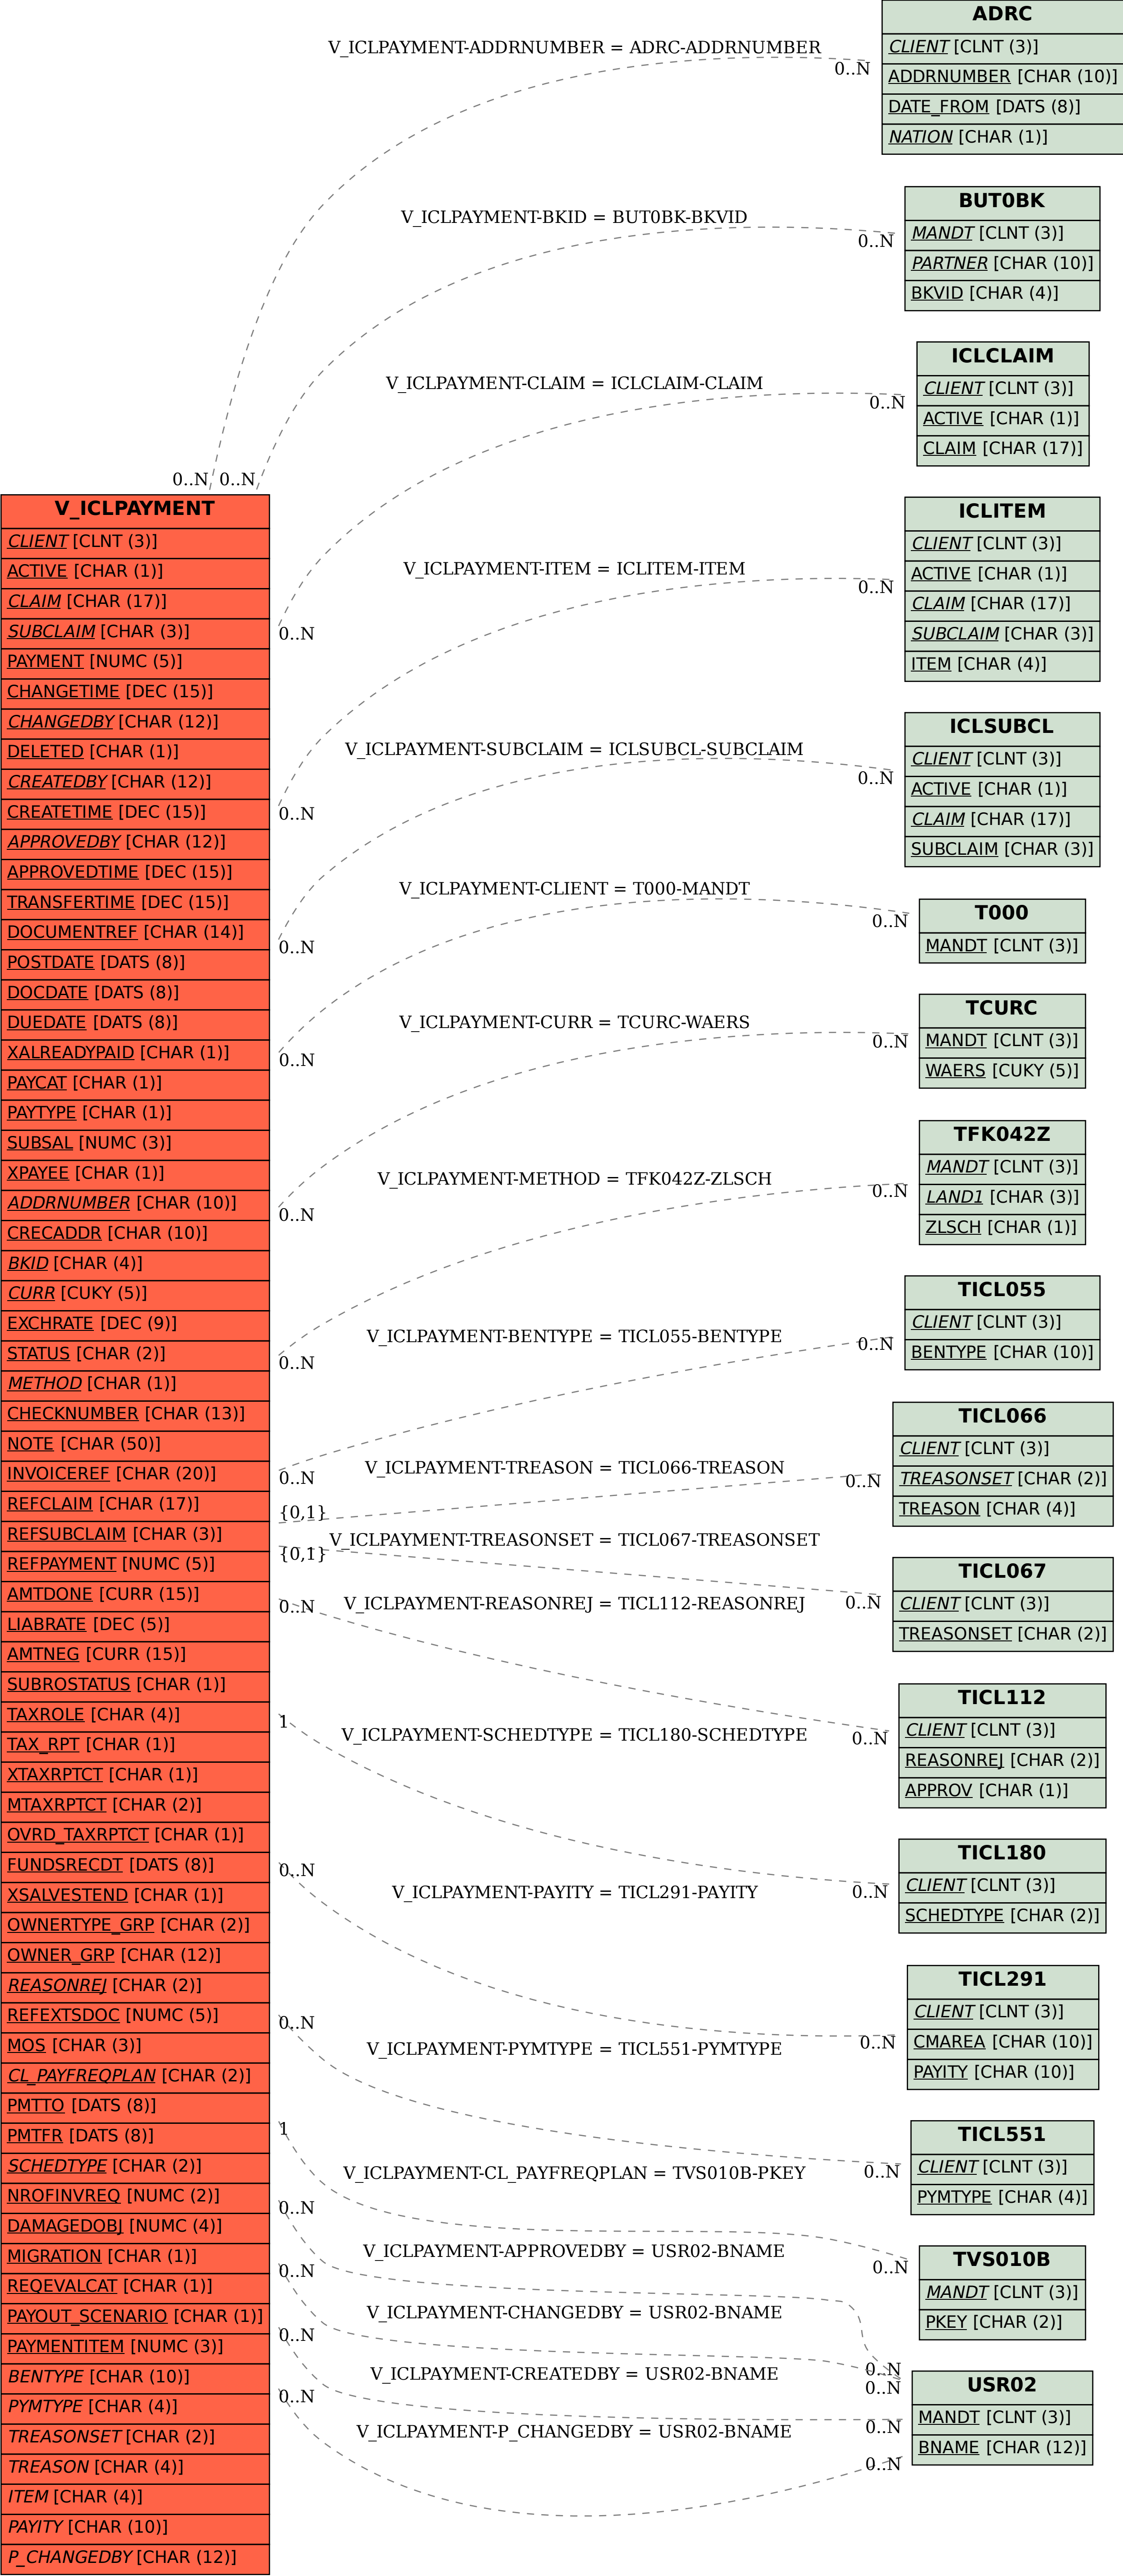 V_ICLPAYMENT
CLIENT [CLNT (3)]
ACTIVE [CHAR (1)]
CLAIM [CHAR (17)]
SUBCLAIM [CHAR (3)]
PAYMENT [NUMC (5)]
CHANGETIME [DEC (15)]
CHANGEDBY [CHAR (12)]
DELETED [CHAR (1)]
CREATEDBY [CHAR (12)]
CREATETIME [DEC (15)]
APPROVEDBY [CHAR (12)]
APPROVEDTIME [DEC (15)]
TRANSFERTIME [DEC (15)]
DOCUMENTREF [CHAR (14)]
POSTDATE [DATS (8)]
DOCDATE [DATS (8)]
DUEDATE [DATS (8)]
XALREADYPAID [CHAR (1)]
PAYCAT [CHAR (1)]
PAYTYPE [CHAR (1)]
SUBSAL [NUMC (3)]
XPAYEE [CHAR (1)]
ADDRNUMBER [CHAR (10)]
CRECADDR [CHAR (10)]
BKID [CHAR (4)]
CURR [CUKY (5)]
EXCHRATE [DEC (9)]
STATUS [CHAR (2)]
METHOD [CHAR (1)]
CHECKNUMBER [CHAR (13)]
NOTE [CHAR (50)]
INVOICEREF [CHAR (20)]
REFCLAIM [CHAR (17)]
REFSUBCLAIM [CHAR (3)]
REFPAYMENT [NUMC (5)]
AMTDONE [CURR (15)]
LIABRATE [DEC (5)]
AMTNEG [CURR (15)]
SUBROSTATUS [CHAR (1)]
TAXROLE [CHAR (4)]
TAX_RPT [CHAR (1)]
XTAXRPTCT [CHAR (1)]
MTAXRPTCT [CHAR (2)]
OVRD_TAXRPTCT [CHAR (1)]
FUNDSRECDT [DATS (8)]
XSALVESTEND [CHAR (1)]
OWNERTYPE_GRP [CHAR (2)]
OWNER_GRP [CHAR (12)]
REASONREJ [CHAR (2)]
REFEXTSDOC [NUMC (5)]
MOS [CHAR (3)]
CL_PAYFREQPLAN [CHAR (2)]
PMTTO [DATS (8)]
PMTFR [DATS (8)]
SCHEDTYPE [CHAR (2)]
NROFINVREQ [NUMC (2)]
DAMAGEDOBJ [NUMC (4)]
MIGRATION [CHAR (1)]
REQEVALCAT [CHAR (1)]
PAYOUT_SCENARIO [CHAR (1)]
PAYMENTITEM [NUMC (3)]
BENTYPE [CHAR (10)]
PYMTYPE [CHAR (4)]
TREASONSET [CHAR (2)]
TREASON [CHAR (4)]
ITEM [CHAR (4)]
PAYITY [CHAR (10)]
P_CHANGEDBY [CHAR (12)]
V_ICLPAYMENT-ADDRNUMBER = ADRC-ADDRNUMBER
0..N
0..N
V_ICLPAYMENT-BKID = BUT0BK-BKVID
0..N
0..N
V_ICLPAYMENT-CLAIM = ICLCLAIM-CLAIM
0..N
0..N
V_ICLPAYMENT-ITEM = ICLITEM-ITEM
0..N
0..N
V_ICLPAYMENT-SUBCLAIM = ICLSUBCL-SUBCLAIM
0..N
0..N
V_ICLPAYMENT-CLIENT = T000-MANDT
0..N
0..N
V_ICLPAYMENT-CURR = TCURC-WAERS
0..N
0..N
V_ICLPAYMENT-METHOD = TFK042Z-ZLSCH
0..N
0..N
V_ICLPAYMENT-BENTYPE = TICL055-BENTYPE
0..N
0..N
V_ICLPAYMENT-TREASON = TICL066-TREASON
{0,1}
0..N
V_ICLPAYMENT-TREASONSET = TICL067-TREASONSET
{0,1}
0..N
V_ICLPAYMENT-REASONREJ = TICL112-REASONREJ
0..N
0..N
V_ICLPAYMENT-SCHEDTYPE = TICL180-SCHEDTYPE
1
0..N
V_ICLPAYMENT-PAYITY = TICL291-PAYITY
0..N
0..N
V_ICLPAYMENT-PYMTYPE = TICL551-PYMTYPE
0..N
0..N
V_ICLPAYMENT-CL_PAYFREQPLAN = TVS010B-PKEY
1
0..N
V_ICLPAYMENT-APPROVEDBY = USR02-BNAME
0..N
0..N
V_ICLPAYMENT-CHANGEDBY = USR02-BNAME
0..N
0..N
V_ICLPAYMENT-CREATEDBY = USR02-BNAME
0..N
0..N
V_ICLPAYMENT-P_CHANGEDBY = USR02-BNAME
0..N
0..N
ADRC
CLIENT [CLNT (3)]
ADDRNUMBER [CHAR (10)]
DATE_FROM [DATS (8)]
NATION [CHAR (1)]
BUT0BK
MANDT [CLNT (3)]
PARTNER [CHAR (10)]
BKVID [CHAR (4)]
ICLCLAIM
CLIENT [CLNT (3)]
ACTIVE [CHAR (1)]
CLAIM [CHAR (17)]
ICLITEM
CLIENT [CLNT (3)]
ACTIVE [CHAR (1)]
CLAIM [CHAR (17)]
SUBCLAIM [CHAR (3)]
ITEM [CHAR (4)]
ICLSUBCL
CLIENT [CLNT (3)]
ACTIVE [CHAR (1)]
CLAIM [CHAR (17)]
SUBCLAIM [CHAR (3)]
T000
MANDT [CLNT (3)]
TCURC
MANDT [CLNT (3)]
WAERS [CUKY (5)]
TFK042Z
MANDT [CLNT (3)]
LAND1 [CHAR (3)]
ZLSCH [CHAR (1)]
TICL055
CLIENT [CLNT (3)]
BENTYPE [CHAR (10)]
TICL066
CLIENT [CLNT (3)]
TREASONSET [CHAR (2)]
TREASON [CHAR (4)]
TICL067
CLIENT [CLNT (3)]
TREASONSET [CHAR (2)]
TICL112
CLIENT [CLNT (3)]
REASONREJ [CHAR (2)]
APPROV [CHAR (1)]
TICL180
CLIENT [CLNT (3)]
SCHEDTYPE [CHAR (2)]
TICL291
CLIENT [CLNT (3)]
CMAREA [CHAR (10)]
PAYITY [CHAR (10)]
TICL551
CLIENT [CLNT (3)]
PYMTYPE [CHAR (4)]
TVS010B
MANDT [CLNT (3)]
PKEY [CHAR (2)]
USR02
MANDT [CLNT (3)]
BNAME [CHAR (12)]